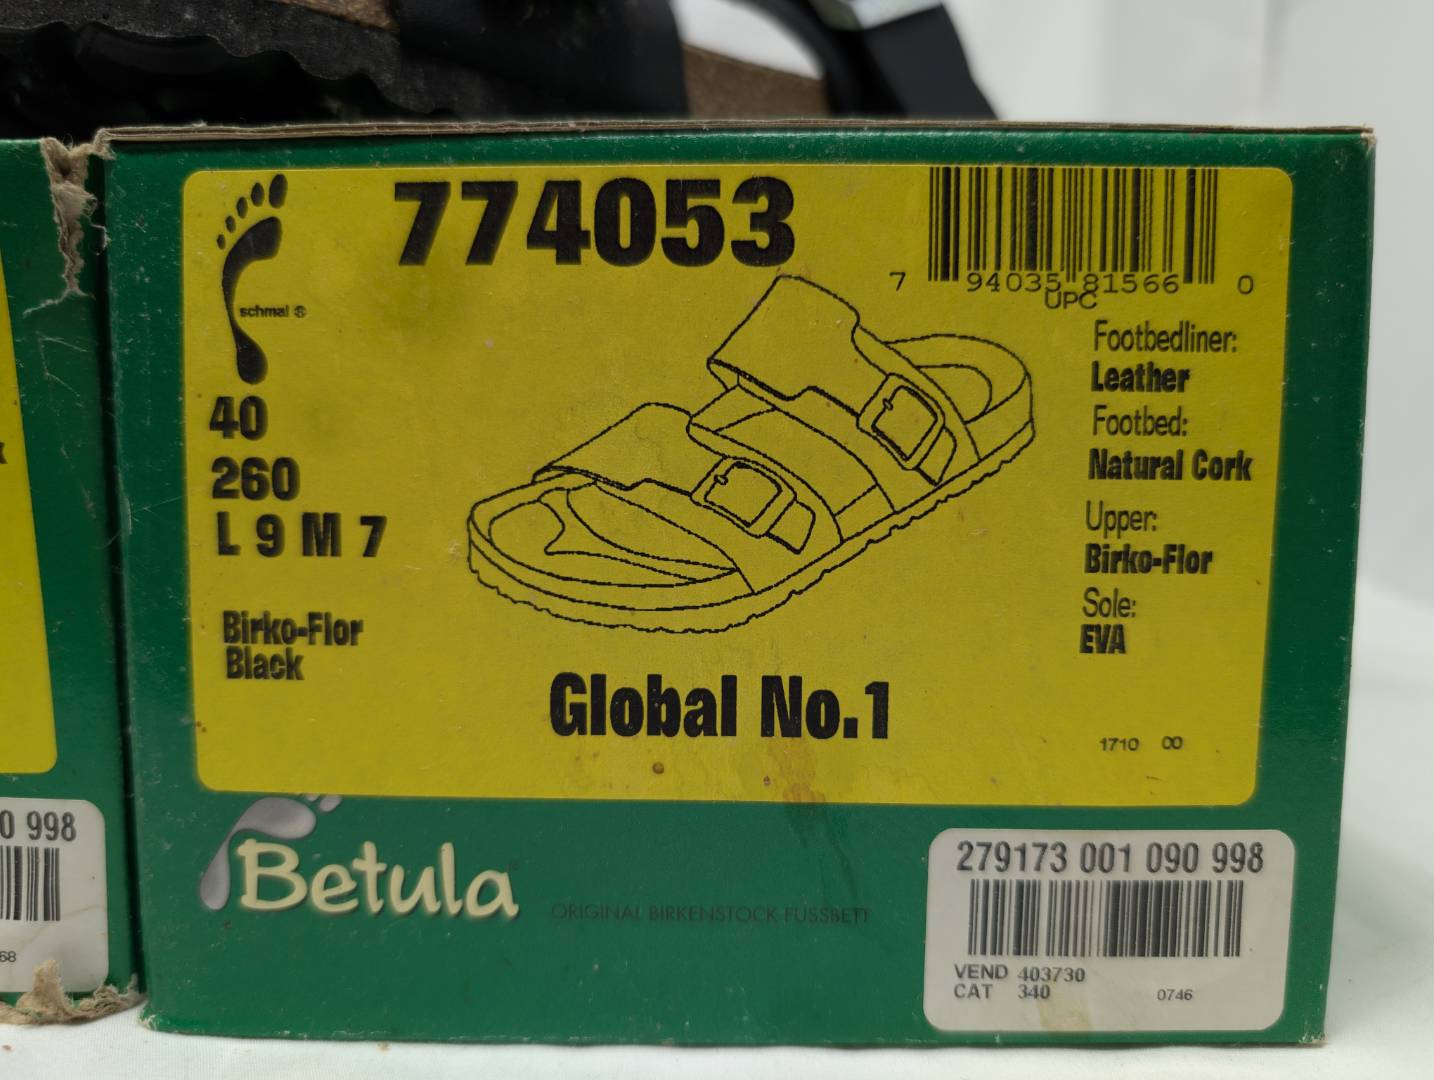 774053
schmal ®
7 94035 81566 0
UPC
40
260
L 9 M 7
Birko-Flor
Black
Footbedliner:
Leather
Footbed:
Natural Cork
Upper:
Birko-Flor
Sole:
EVA
Global No.1
1710 00
Betula
ORIGINAL BIRKENSTOCK-FUSSBETT
279173 001 090 998
VEND 403730
CAT 340 0746
0 998
68